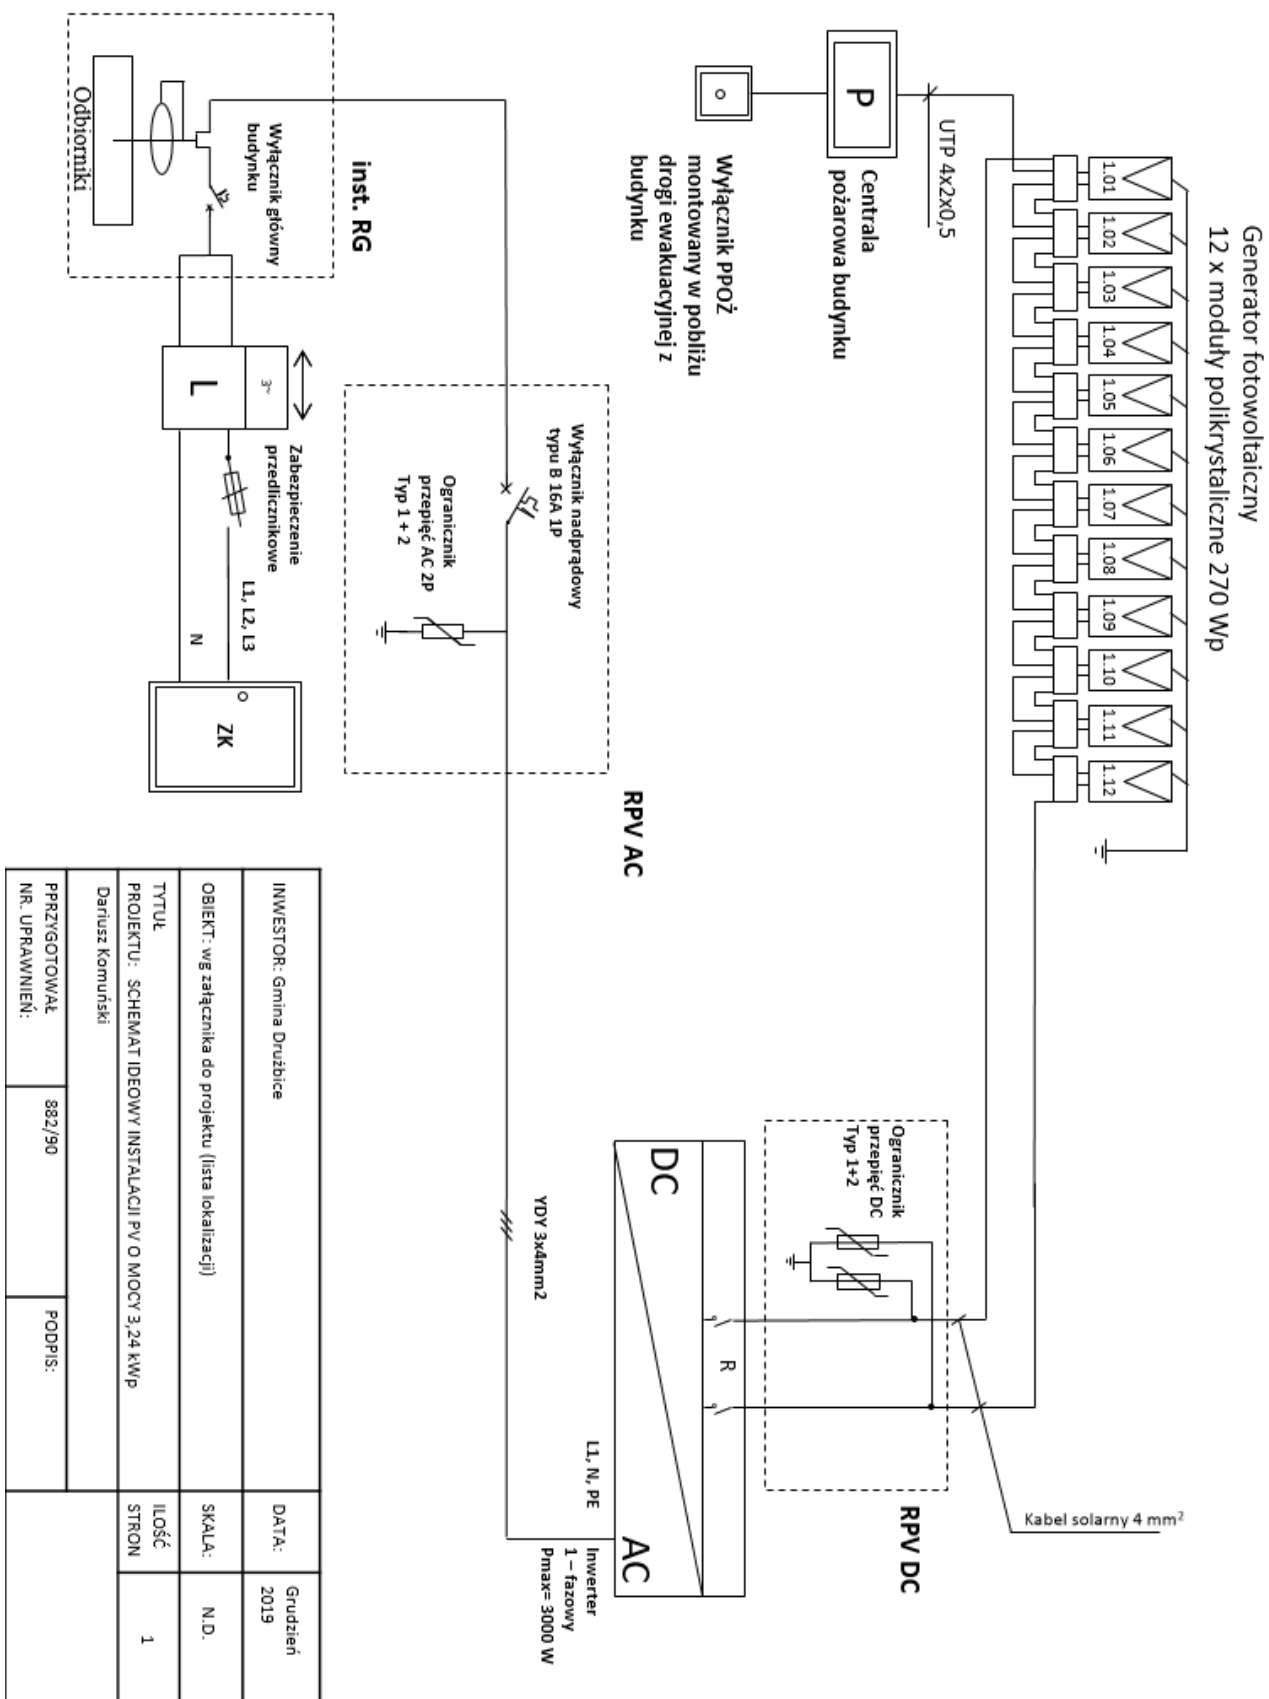 Generator fotowoltaiczny
12 x moduły polikrystaliczne 270 Wp
1.01
1.02
1.03
1.04
1.05
1.06
1.07
1.08
1.09
1.10
1.11
1.12
UTP 4x2x0,5
P
Centrala
pożarowa budynku
Wyłącznik PPOŻ
montowany w pobliżu
drogi ewakuacyjnej z
budynku
Kabel solarny 4 mm²
RPV DC
Ogranicznik
przepięć DC
Typ 1+2
R
DC
AC
L1, N, PE
Inwerter
1 – fazowy
Pmax= 3000 W
YDY 3x4mm2
RPV AC
Wyłącznik nadprądowy
typu B 16A 1P
Ogranicznik
przepięć AC 2P
Typ 1 + 2
inst. RG
Wyłącznik główny
budynku
Odbiorniki
3~
L
Zabezpieczenie
przedlicznikowe
L1, L2, L3
N
ZK
INWESTOR: Gmina Drużbice
DATA:
Grudzień
2019
OBIEKT: wg załącznika do projektu (lista lokalizacji)
SKALA:
N.D.
TYTUŁ
PROJEKTU: SCHEMAT IDEOWY INSTALACJI PV O MOCY 3,24 kWp
ILOŚĆ
STRON
1
Dariusz Komuński
PPRZYGOTOWAŁ
NR. UPRAWNIEŃ:
882/90
PODPIS: